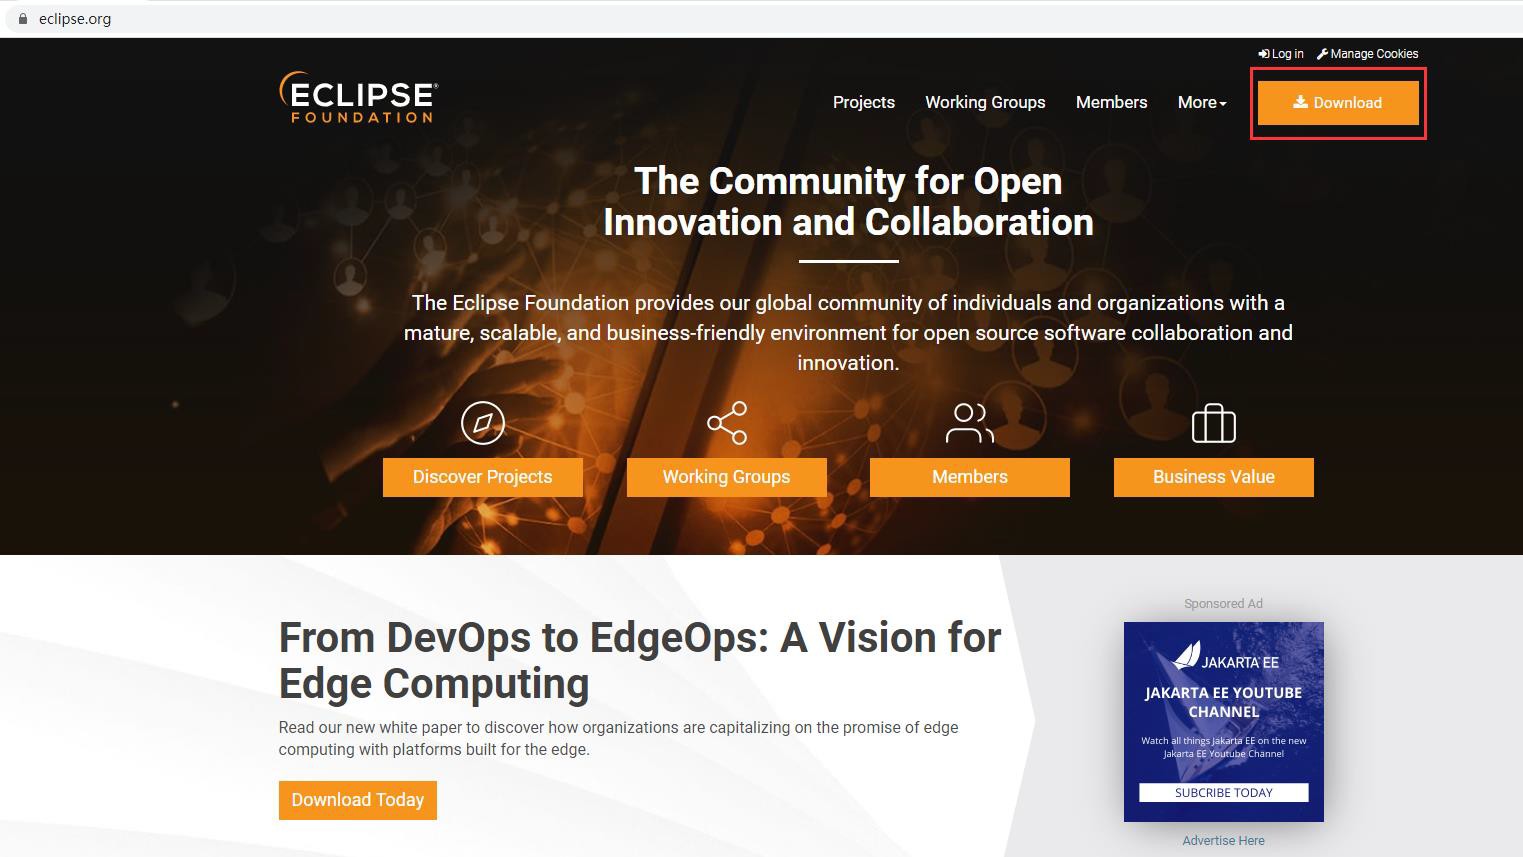 eclipse.org
Log in Manage Cookies
ECLIPSE®
FOUNDATION
Projects Working Groups Members More Download
The Community for Open
Innovation and Collaboration
The Eclipse Foundation provides our global community of individuals and organizations with a
mature, scalable, and business-friendly environment for open source software collaboration and
innovation.
Discover Projects Working Groups Members Business Value
From DevOps to EdgeOps: A Vision for
Edge Computing
Read our new white paper to discover how organizations are capitalizing on the promise of edge
computing with platforms built for the edge.
Download Today
Sponsored Ad
JAKARTA EE
JAKARTA EE YOUTUBE
CHANNEL
Watch all things Jakarta EE on the new
Jakarta EE Youtube Channel
SUBCRIBE TODAY
Advertise Here